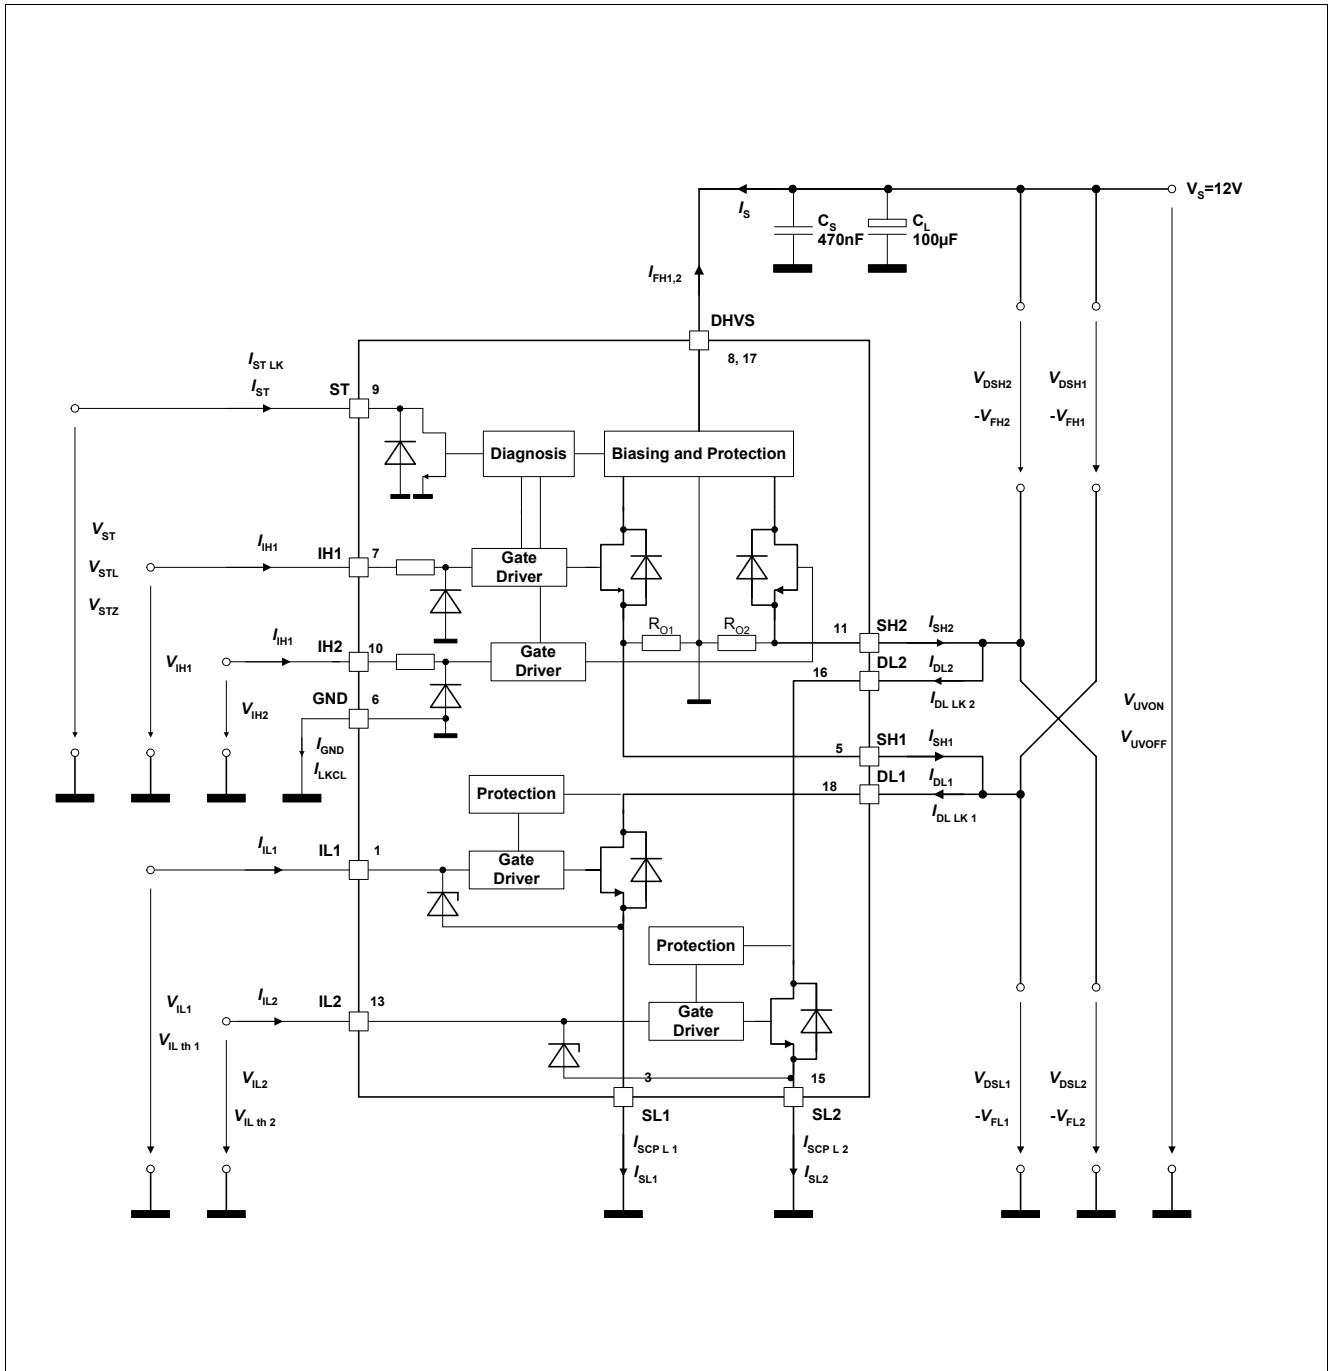 V_S=12V
I_S
C_S
470nF
C_L
100µF
I_FH1,2
DHVS
8, 17
I_ST LK
I_ST
ST
9
V_DSH2
-V_FH2
V_DSH1
-V_FH1
Diagnosis
Biasing and Protection
V_ST
V_STL
V_STZ
I_IH1
IH1
7
Gate
Driver
R_O1
R_O2
11
SH2
I_SH2
I_IH1
IH2
10
Gate
Driver
DL2
I_DL2
16
I_DL LK 2
V_IH1
V_IH2
GND
6
I_GND
I_LKCL
V_UVON
V_UVOFF
5
SH1
I_SH1
DL1
I_DL1
18
I_DL LK 1
Protection
I_IL1
IL1
1
Gate
Driver
Protection
V_IL1
V_IL th 1
I_IL2
IL2
13
Gate
Driver
V_IL2
V_IL th 2
3
15
SL1
SL2
V_DSL1
-V_FL1
V_DSL2
-V_FL2
I_SCP L 1
I_SL1
I_SCP L 2
I_SL2